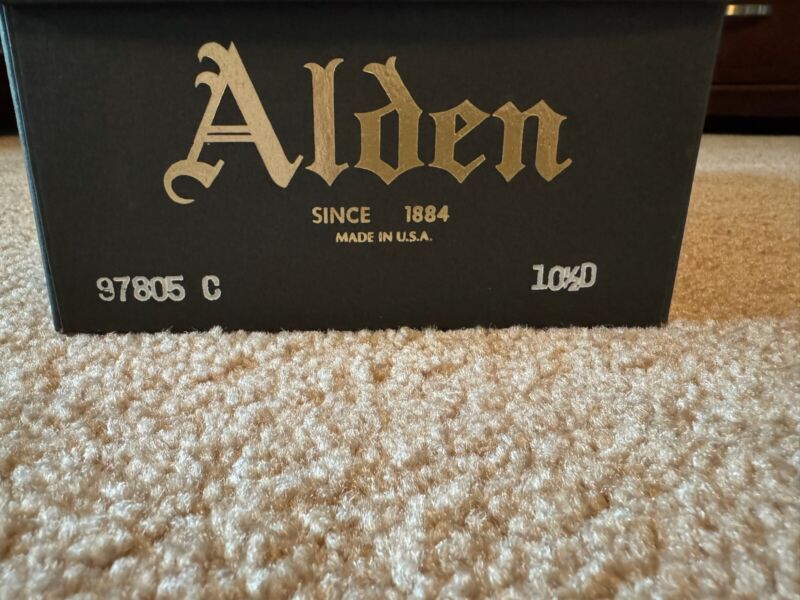 Alden
SINCE 1884
MADE IN U.S.A.
97805 C 10½D